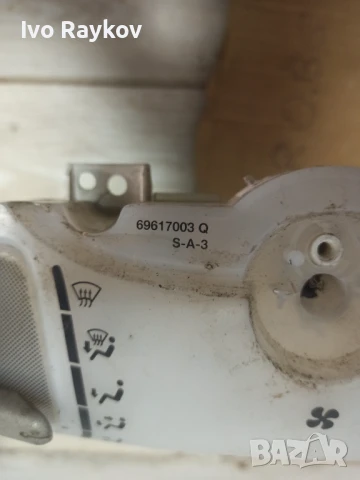 Ivo Raykov
69617003 Q
S-A-3
bazar